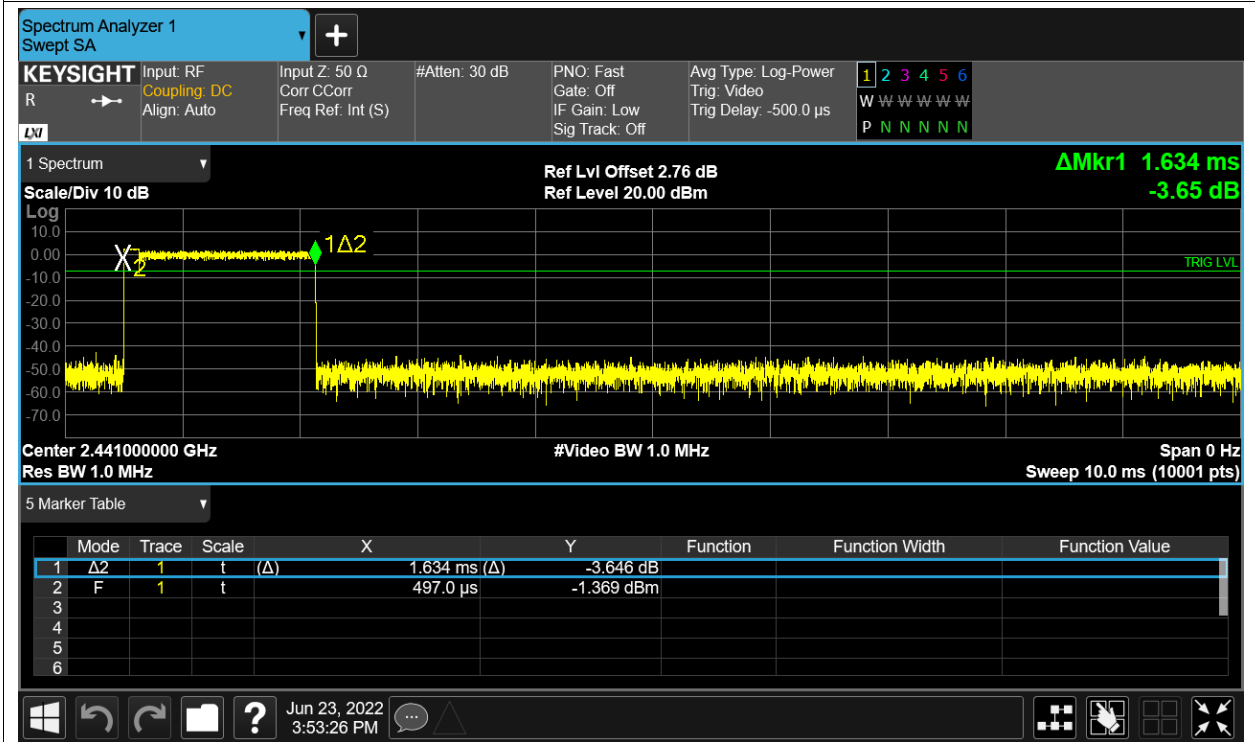 Spectrum Analyzer 1
Swept SA
KEYSIGHT
R
LXI
Input: RF
Coupling: DC
Align: Auto
Input Z: 50 Ω
Corr CCorr
Freq Ref: Int (S)
#Atten: 30 dB
PNO: Fast
Gate: Off
IF Gain: Low
Sig Track: Off
Avg Type: Log-Power
Trig: Video
Trig Delay: -500.0 µs
1 2 3 4 5 6
W W W W W W
P N N N N N
1 Spectrum
Scale/Div 10 dB
Ref Lvl Offset 2.76 dB
Ref Level 20.00 dBm
ΔMkr1 1.634 ms
-3.65 dB
Log
10.0
0.00
-10.0
-20.0
-30.0
-40.0
-50.0
-60.0
-70.0
X
2
1Δ2
TRIG LVL
Center 2.441000000 GHz
#Video BW 1.0 MHz
Span 0 Hz
Res BW 1.0 MHz
Sweep 10.0 ms (10001 pts)
5 Marker Table
Mode Trace Scale X Y Function Function Width Function Value
1 Δ2 1 t (Δ) 1.634 ms (Δ) -3.646 dB
2 F 1 t 497.0 µs -1.369 dBm
3
4
5
6
?
Jun 23, 2022
3:53:26 PM